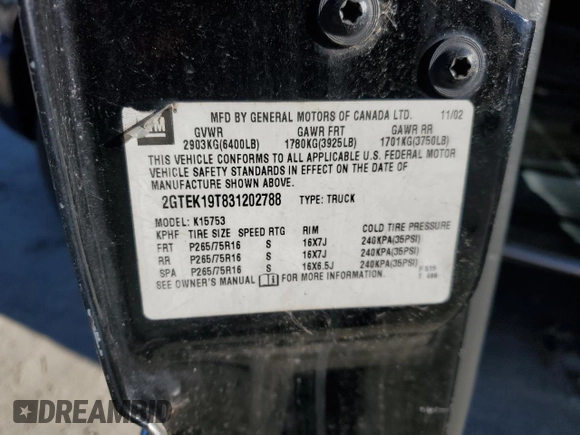 GM
MFD BY GENERAL MOTORS OF CANADA LTD. 11/02
GVWR GAWR FRT GAWR RR
2903KG(6400LB) 1780KG(3925LB) 1701KG(3750LB)
THIS VEHICLE CONFORMS TO ALL APPLICABLE U.S. FEDERAL MOTOR
VEHICLE SAFETY STANDARDS IN EFFECT ON THE DATE OF
MANUFACTURE SHOWN ABOVE.
2GTEK19T831202788 TYPE: TRUCK
MODEL: K15753
KPHF TIRE SIZE SPEED RTG RIM COLD TIRE PRESSURE
FRT P265/75R16 S 16X7J 240KPA(35PSI)
RR P265/75R16 S 16X7J 240KPA(35PSI)
SPA P265/75R16 S 16X6.5J 240KPA(35PSI)
SEE OWNER'S MANUAL FOR MORE INFORMATION.
DREAMBID